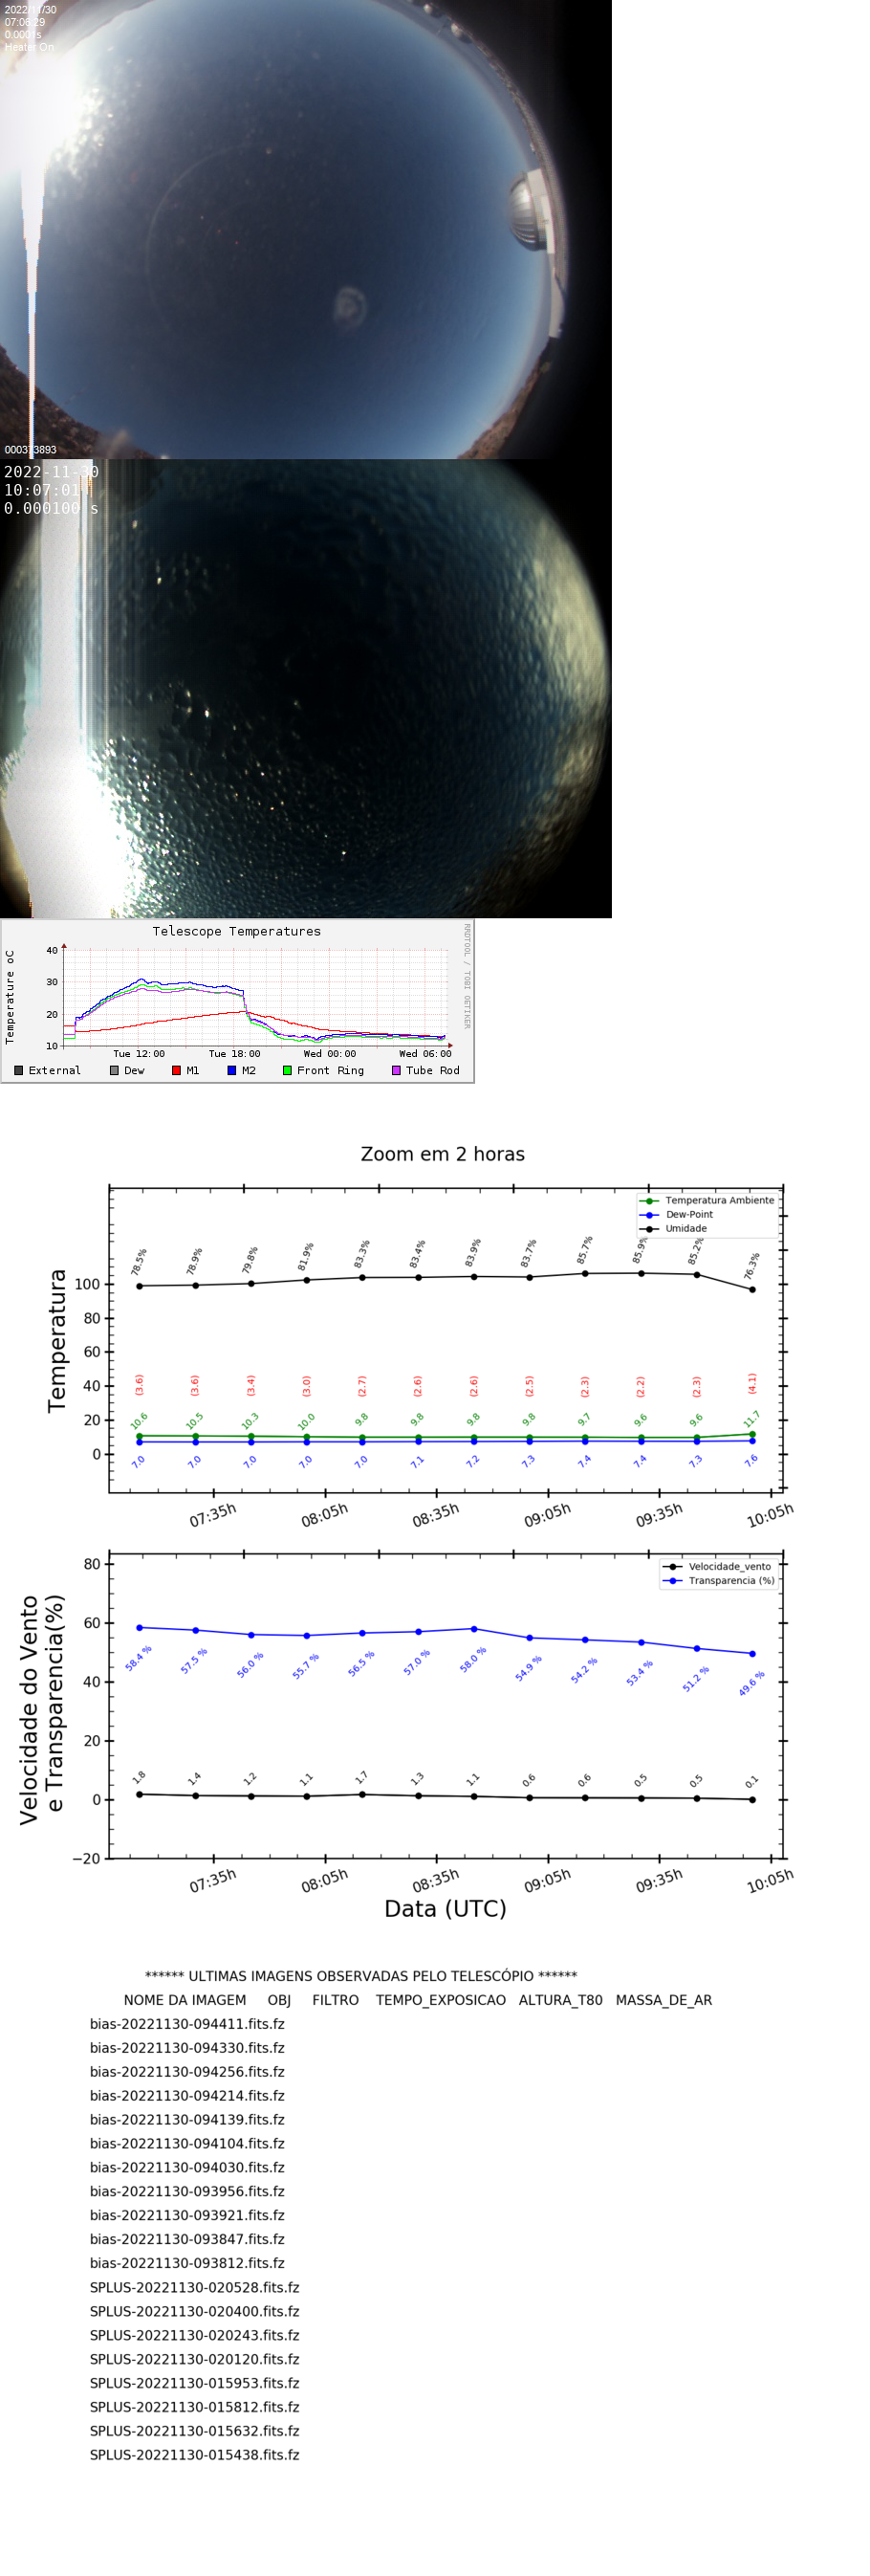 2022/11/30
07:06:29
0.0001s
Heater On
000373893
2022-11-30
10:07:01
0.000100 s
Telescope Temperatures
RRDTOOL / TOBI OETIKER
Temperature oC
40
30
20
10
Tue 12:00 Tue 18:00 Wed 00:00 Wed 06:00
External Dew M1 M2 Front Ring Tube Rod
Zoom em 2 horas
Temperatura Ambiente
Dew-Point
Umidade
Temperatura
100
80
60
40
20
0
78.5% 78.9% 79.8% 81.9% 83.3% 83.4% 83.9% 83.7% 85.7% 85.9% 85.2% 76.3%
(3.6) (3.6) (3.4) (3.0) (2.7) (2.6) (2.6) (2.5) (2.3) (2.2) (2.3) (4.1)
10.6 10.5 10.3 10.0 9.8 9.8 9.8 9.8 9.7 9.6 9.6 11.7
7.0 7.0 7.0 7.0 7.0 7.1 7.2 7.3 7.4 7.4 7.3 7.6
07:35h 08:05h 08:35h 09:05h 09:35h 10:05h
Velocidade_vento
Transparencia (%)
Velocidade do Vento
e Transparencia(%)
80
60
40
20
0
−20
58.4 % 57.5 % 56.0 % 55.7 % 56.5 % 57.0 % 58.0 % 54.9 % 54.2 % 53.4 % 51.2 % 49.6 %
1.8 1.4 1.2 1.1 1.7 1.3 1.1 0.6 0.6 0.5 0.5 0.1
07:35h 08:05h 08:35h 09:05h 09:35h 10:05h
Data (UTC)
****** ULTIMAS IMAGENS OBSERVADAS PELO TELESCÓPIO ******
NOME DA IMAGEM OBJ FILTRO TEMPO_EXPOSICAO ALTURA_T80 MASSA_DE_AR
bias-20221130-094411.fits.fz
bias-20221130-094330.fits.fz
bias-20221130-094256.fits.fz
bias-20221130-094214.fits.fz
bias-20221130-094139.fits.fz
bias-20221130-094104.fits.fz
bias-20221130-094030.fits.fz
bias-20221130-093956.fits.fz
bias-20221130-093921.fits.fz
bias-20221130-093847.fits.fz
bias-20221130-093812.fits.fz
SPLUS-20221130-020528.fits.fz
SPLUS-20221130-020400.fits.fz
SPLUS-20221130-020243.fits.fz
SPLUS-20221130-020120.fits.fz
SPLUS-20221130-015953.fits.fz
SPLUS-20221130-015812.fits.fz
SPLUS-20221130-015632.fits.fz
SPLUS-20221130-015438.fits.fz